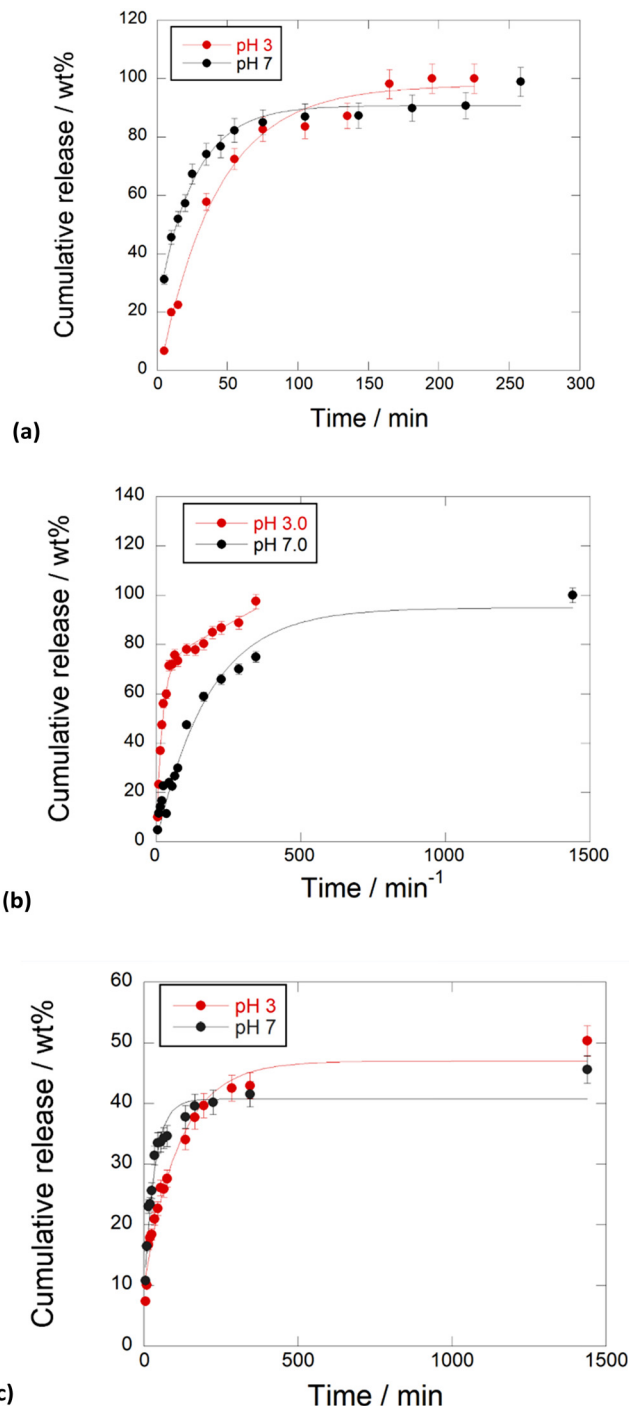 120
100
80
60
40
20
0
pH 3
pH 7
Cumulative release / wt%
0 50 100 150 200 250 300
Time / min
(a)
140
120
100
80
60
40
20
0
pH 3.0
pH 7.0
Cumulative release / wt%
0 500 1000 1500
Time / min-1
(b)
60
50
40
30
20
10
0
pH 3
pH 7
Cumulative release / wt%
0 500 1000 1500
Time / min
c)